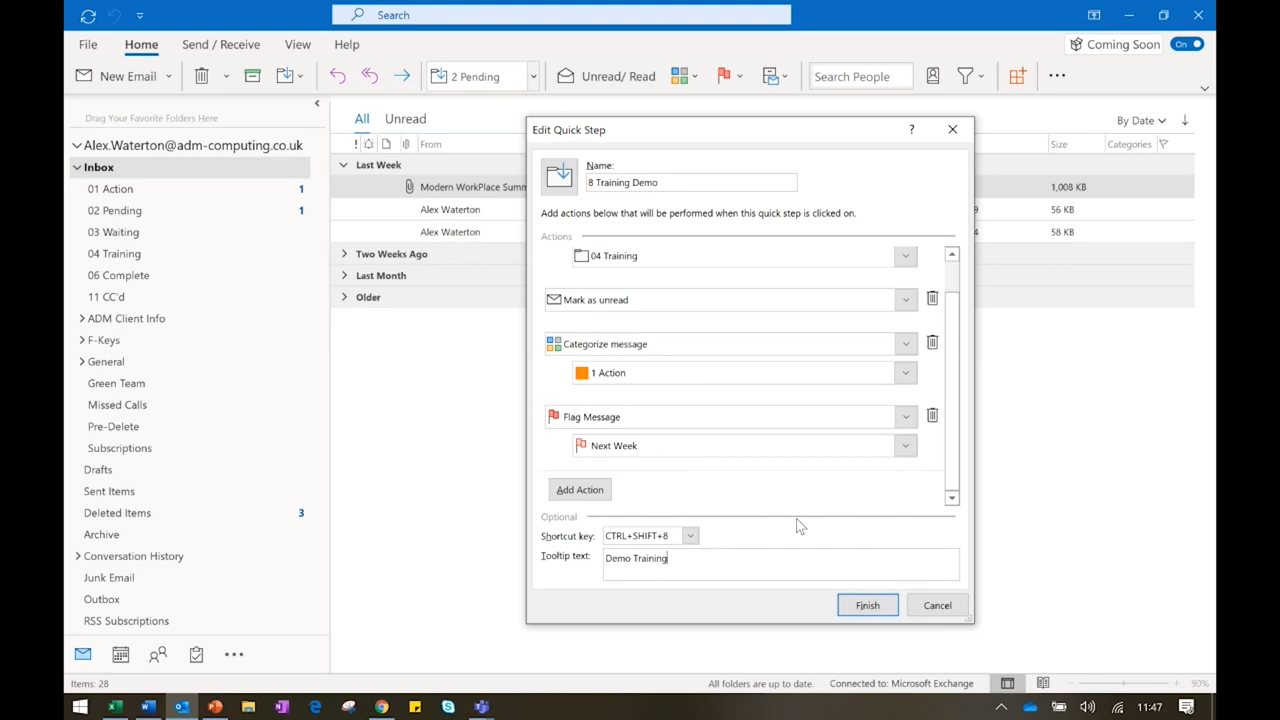 Search
File Home Send / Receive View Help Coming Soon On
New Email 2 Pending Unread/ Read Search People
Drag Your Favorite Folders Here
All Unread By Date
From Size Categories
Alex.Waterton@adm-computing.co.uk
Inbox
01 Action 1
02 Pending 1
03 Waiting
04 Training
06 Complete
11 CC'd
ADM Client Info
F-Keys
General
Green Team
Missed Calls
Pre-Delete
Subscriptions
Drafts
Sent Items
Deleted Items 3
Archive
Conversation History
Junk Email
Outbox
RSS Subscriptions
Last Week
Modern WorkPlace Summ 1,008 KB
Alex Waterton 9 56 KB
Alex Waterton 4 58 KB
Two Weeks Ago
Last Month
Older
Edit Quick Step ?
Name:
8 Training Demo
Add actions below that will be performed when this quick step is clicked on.
Actions
04 Training
Mark as unread
Categorize message
1 Action
Flag Message
Next Week
Add Action
Optional
Shortcut key: CTRL+SHIFT+8
Tooltip text: Demo Training
Finish Cancel
Items: 28 All folders are up to date. Connected to: Microsoft Exchange 90%
11:47